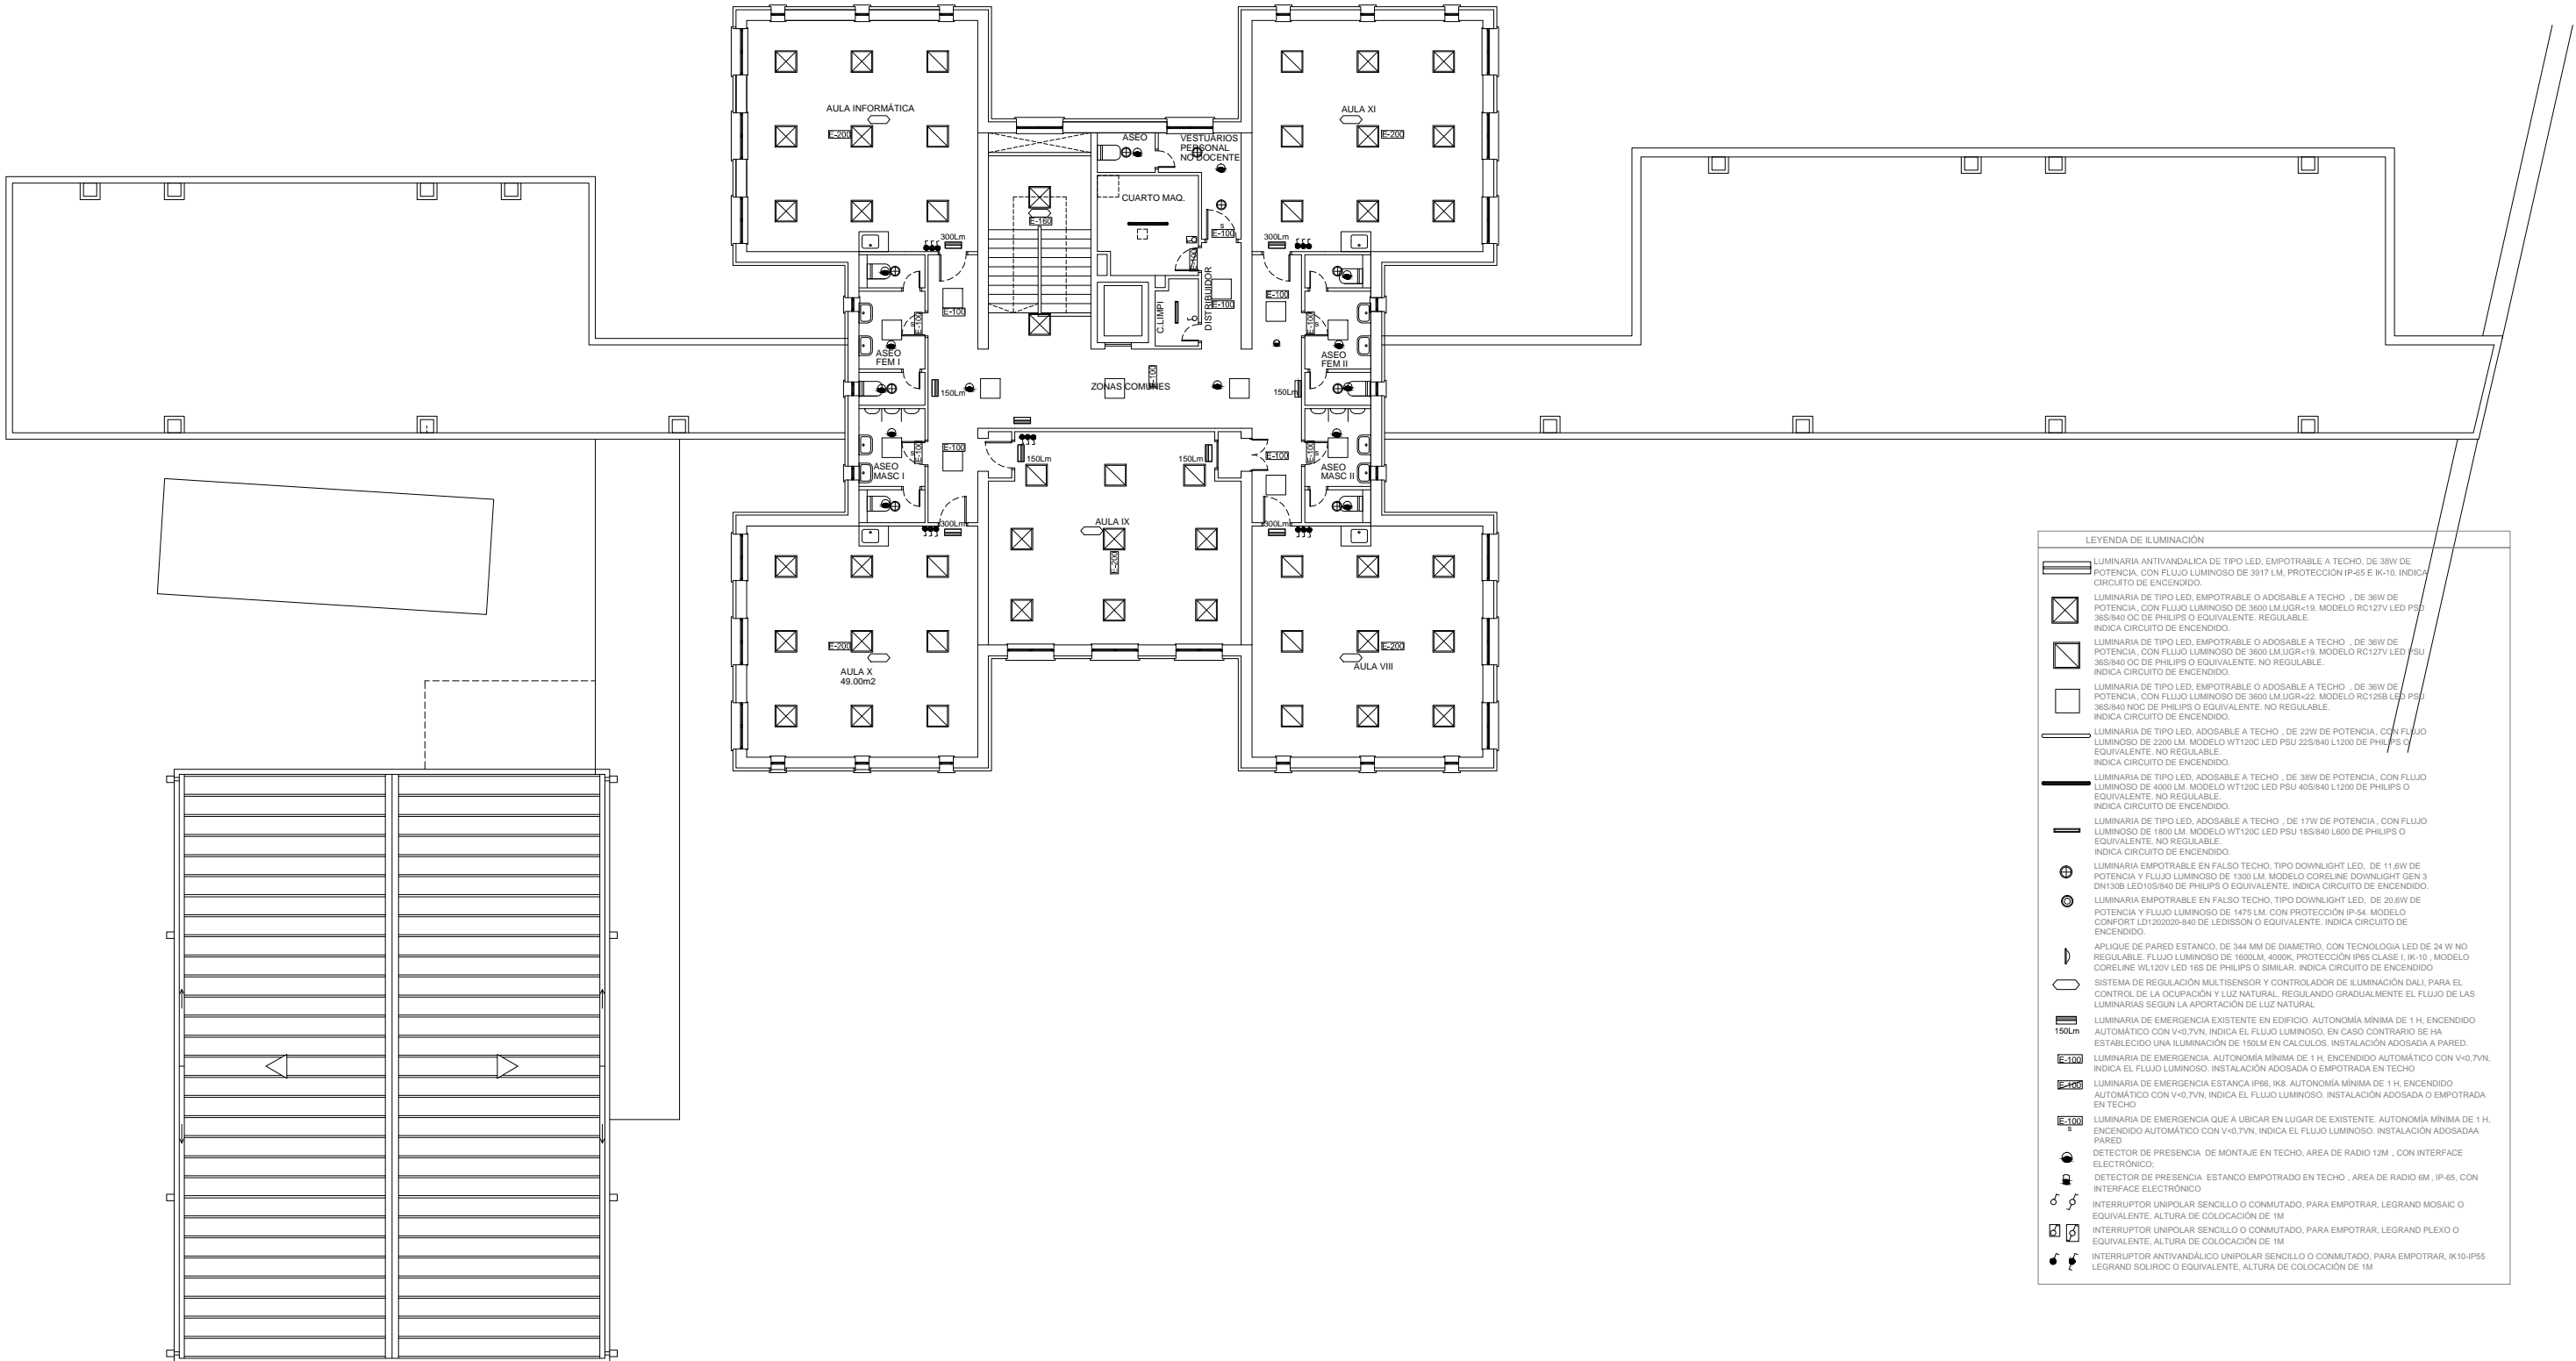 AULA INFORMÁTICA
E-200
300Lm
AULA XI
E-200
300Lm
ASEO
VESTUARIOS
PERSONAL
NO DOCENTE
CUARTO MAQ.
E-160
S
E-100
E-100
DISTRIBUIDOR
E-100
C.LIMPI
E-100
E-100
S
ASEO
FEM I
150Lm
E-100
E-100
S
ASEO
FEM II
150Lm
ZONAS COMUNES
E-100
E-100
E-100
S
ASEO
MASC I
300Lm
150Lm
150Lm
E-100
E-100
S
ASEO
MASC II
300Lm
AULA IX
E-200
E-200
AULA X
49.00m2
E-200
AULA VIII
LEYENDA DE ILUMINACIÓN
LUMINARIA ANTIVANDALICA DE TIPO LED, EMPOTRABLE A TECHO, DE 38W DE
POTENCIA, CON FLUJO LUMINOSO DE 3917 LM, PROTECCIÓN IP-65 E IK-10. INDICA
CIRCUITO DE ENCENDIDO.
LUMINARIA DE TIPO LED, EMPOTRABLE O ADOSABLE A TECHO , DE 36W DE
POTENCIA, CON FLUJO LUMINOSO DE 3600 LM,UGR<19. MODELO RC127V LED PSD
36S/840 OC DE PHILIPS O EQUIVALENTE. REGULABLE.
INDICA CIRCUITO DE ENCENDIDO.
LUMINARIA DE TIPO LED, EMPOTRABLE O ADOSABLE A TECHO , DE 36W DE
POTENCIA, CON FLUJO LUMINOSO DE 3600 LM,UGR<19. MODELO RC127V LED PSU
36S/840 OC DE PHILIPS O EQUIVALENTE. NO REGULABLE.
INDICA CIRCUITO DE ENCENDIDO.
LUMINARIA DE TIPO LED, EMPOTRABLE O ADOSABLE A TECHO , DE 36W DE
POTENCIA, CON FLUJO LUMINOSO DE 3600 LM,UGR<22. MODELO RC125B LED PSU
36S/840 NOC DE PHILIPS O EQUIVALENTE. NO REGULABLE.
INDICA CIRCUITO DE ENCENDIDO.
LUMINARIA DE TIPO LED, ADOSABLE A TECHO , DE 22W DE POTENCIA, CON FLUJO
LUMINOSO DE 2200 LM. MODELO WT120C LED PSU 22S/840 L1200 DE PHILIPS O
EQUIVALENTE. NO REGULABLE.
INDICA CIRCUITO DE ENCENDIDO.
LUMINARIA DE TIPO LED, ADOSABLE A TECHO , DE 38W DE POTENCIA, CON FLUJO
LUMINOSO DE 4000 LM. MODELO WT120C LED PSU 40S/840 L1200 DE PHILIPS O
EQUIVALENTE. NO REGULABLE.
INDICA CIRCUITO DE ENCENDIDO.
LUMINARIA DE TIPO LED, ADOSABLE A TECHO , DE 17W DE POTENCIA, CON FLUJO
LUMINOSO DE 1800 LM. MODELO WT120C LED PSU 18S/840 L600 DE PHILIPS O
EQUIVALENTE. NO REGULABLE.
INDICA CIRCUITO DE ENCENDIDO.
LUMINARIA EMPOTRABLE EN FALSO TECHO, TIPO DOWNLIGHT LED, DE 11,6W DE
POTENCIA Y FLUJO LUMINOSO DE 1300 LM. MODELO CORELINE DOWNLIGHT GEN 3
DN130B LED10S/840 DE PHILIPS O EQUIVALENTE. INDICA CIRCUITO DE ENCENDIDO.
LUMINARIA EMPOTRABLE EN FALSO TECHO, TIPO DOWNLIGHT LED, DE 20,6W DE
POTENCIA Y FLUJO LUMINOSO DE 1475 LM. CON PROTECCIÓN IP-54. MODELO
CONFORT LD1202020-840 DE LEDISSON O EQUIVALENTE. INDICA CIRCUITO DE
ENCENDIDO.
APLIQUE DE PARED ESTANCO, DE 344 MM DE DIAMETRO, CON TECNOLOGIA LED DE 24 W NO
REGULABLE. FLUJO LUMINOSO DE 1600LM, 4000K, PROTECCIÓN IP65 CLASE I, IK-10 , MODELO
CORELINE WL120V LED 16S DE PHILIPS O SIMILAR. INDICA CIRCUITO DE ENCENDIDO
SISTEMA DE REGULACIÓN MULTISENSOR Y CONTROLADOR DE ILUMINACIÓN DALI, PARA EL
CONTROL DE LA OCUPACIÓN Y LUZ NATURAL, REGULANDO GRADUALMENTE EL FLUJO DE LAS
LUMINARIAS SEGUN LA APORTACIÓN DE LUZ NATURAL
150Lm
LUMINARIA DE EMERGENCIA EXISTENTE EN EDIFICIO. AUTONOMÍA MÍNIMA DE 1 H, ENCENDIDO
AUTOMÁTICO CON V<0,7VN, INDICA EL FLUJO LUMINOSO, EN CASO CONTRARIO SE HA
ESTABLECIDO UNA ILUMINACIÓN DE 150LM EN CALCULOS. INSTALACIÓN ADOSADA A PARED.
E-100
LUMINARIA DE EMERGENCIA. AUTONOMÍA MÍNIMA DE 1 H, ENCENDIDO AUTOMÁTICO CON V<0,7VN,
INDICA EL FLUJO LUMINOSO. INSTALACIÓN ADOSADA O EMPOTRADA EN TECHO
E-100
LUMINARIA DE EMERGENCIA ESTANCA IP66, IK8. AUTONOMÍA MÍNIMA DE 1 H, ENCENDIDO
AUTOMÁTICO CON V<0,7VN, INDICA EL FLUJO LUMINOSO. INSTALACIÓN ADOSADA O EMPOTRADA
EN TECHO
E-100
S
LUMINARIA DE EMERGENCIA QUE A UBICAR EN LUGAR DE EXISTENTE. AUTONOMÍA MÍNIMA DE 1 H,
ENCENDIDO AUTOMÁTICO CON V<0,7VN, INDICA EL FLUJO LUMINOSO. INSTALACIÓN ADOSADAA
PARED
DETECTOR DE PRESENCIA DE MONTAJE EN TECHO, AREA DE RADIO 12M , CON INTERFACE
ELECTRÓNICO;
DETECTOR DE PRESENCIA ESTANCO EMPOTRADO EN TECHO , AREA DE RADIO 6M , IP-65, CON
INTERFACE ELECTRÓNICO
INTERRUPTOR UNIPOLAR SENCILLO O CONMUTADO, PARA EMPOTRAR, LEGRAND MOSAIC O
EQUIVALENTE, ALTURA DE COLOCACIÓN DE 1M
INTERRUPTOR UNIPOLAR SENCILLO O CONMUTADO, PARA EMPOTRAR, LEGRAND PLEXO O
EQUIVALENTE, ALTURA DE COLOCACIÓN DE 1M
INTERRUPTOR ANTIVANDÁLICO UNIPOLAR SENCILLO O CONMUTADO, PARA EMPOTRAR, IK10-IP55
LEGRAND SOLIROC O EQUIVALENTE, ALTURA DE COLOCACIÓN DE 1M